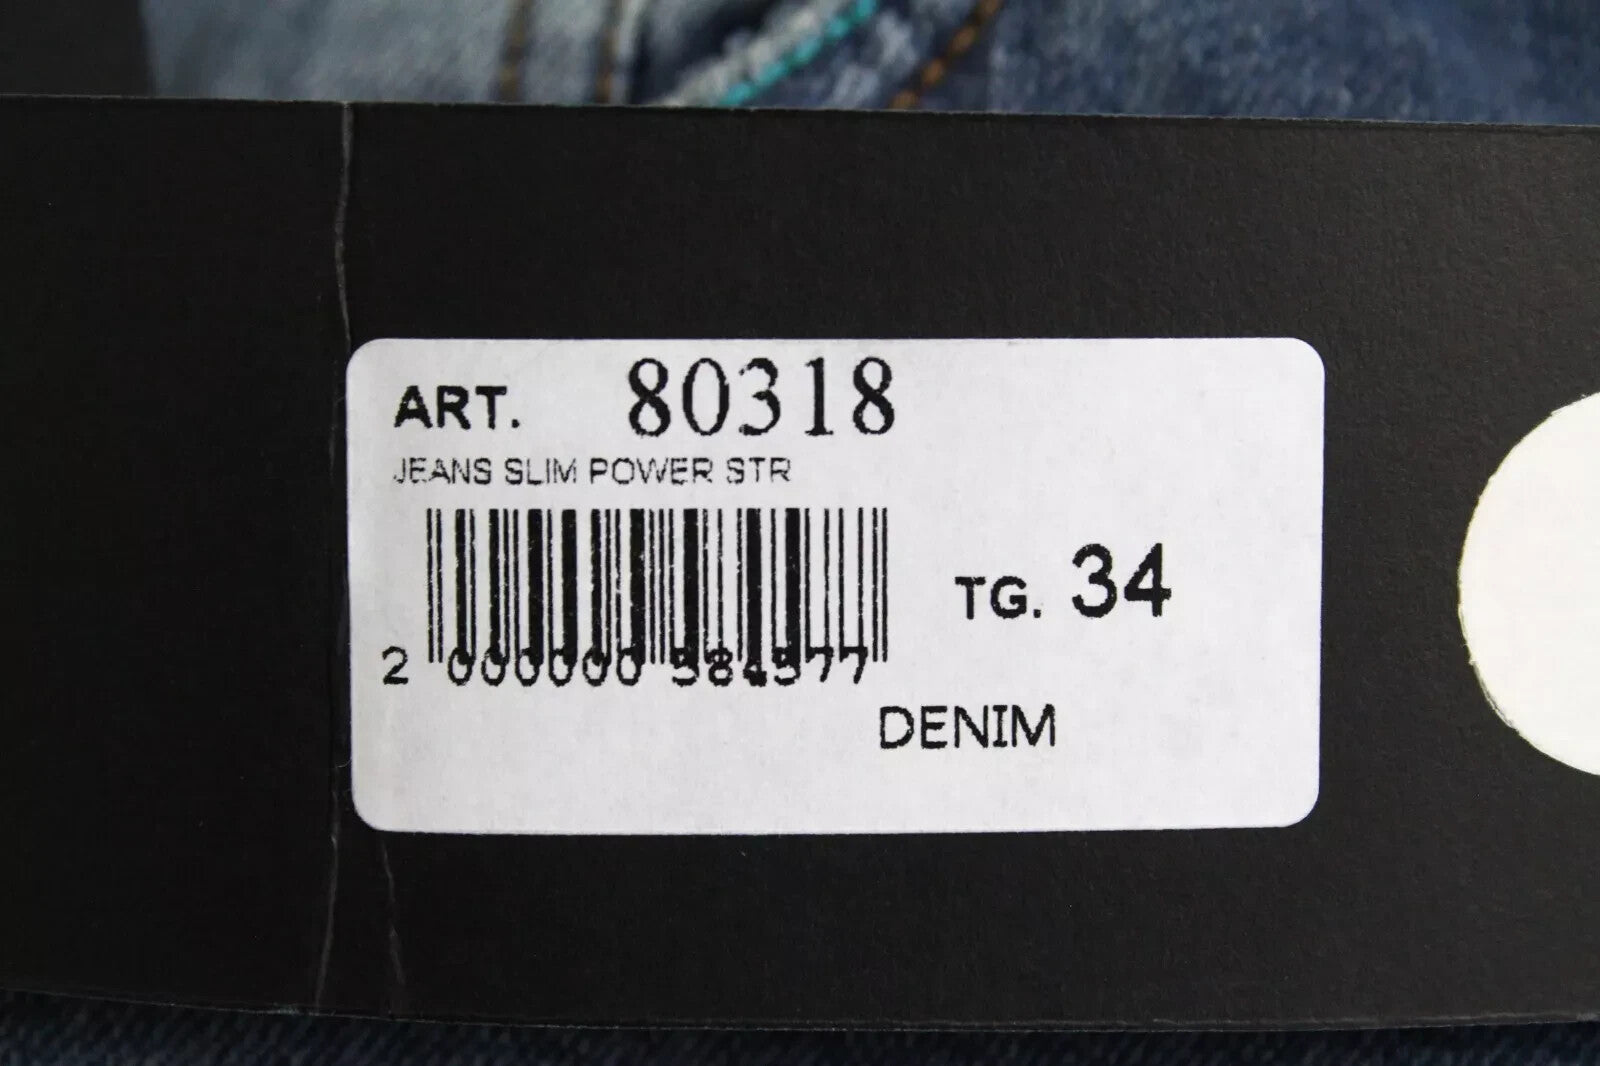 ART. 80318
JEANS SLIM POWER STR
2 000000 584577
TG. 34
DENIM